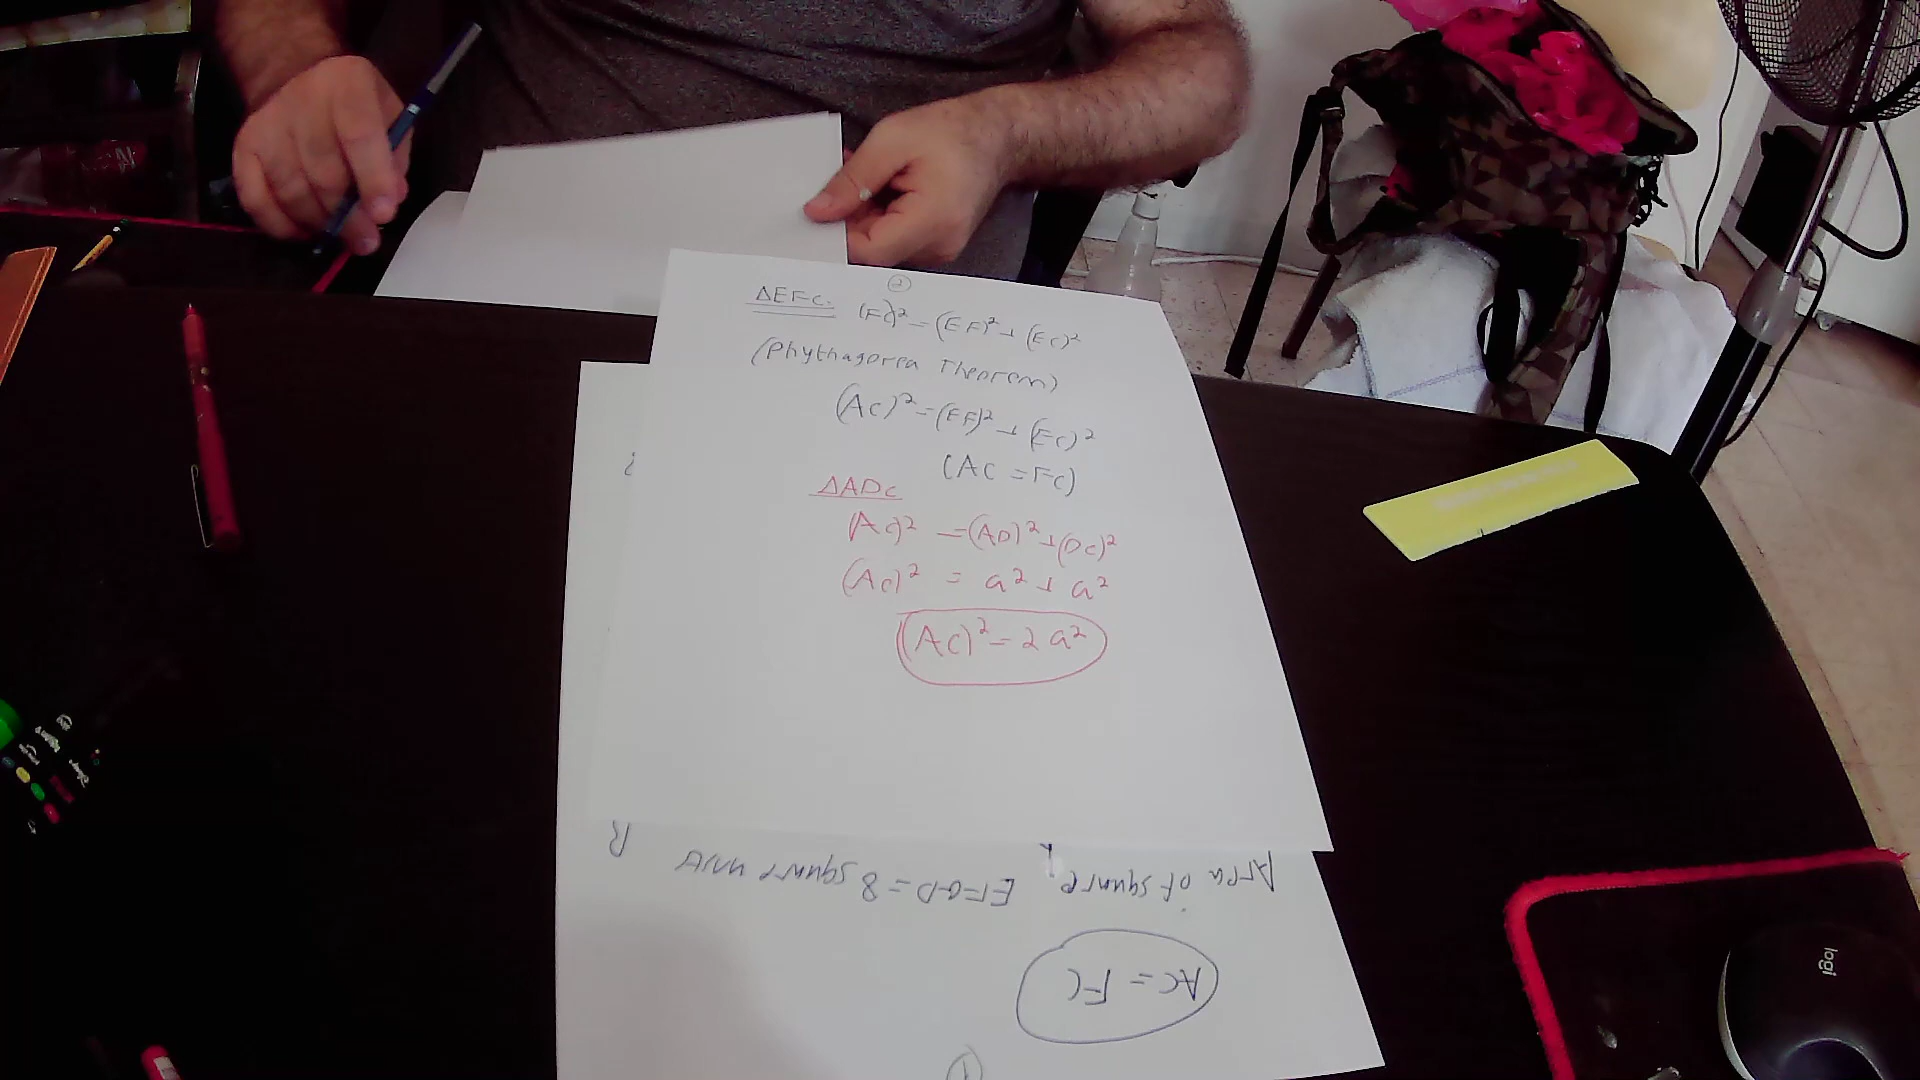 2
ΔEFC. (FC)² = (EF)² + (EC)²
(Phythagorea Theorem)
(AC)² = (EF)² + (EC)²
(AC = FC)
ΔADC
(AC)² = (AD)² + (DC)²
(AC)² = a² + a²
(AC)² = 2a²
Area of square EFGD = 8 square unit
AC = FC
1
logi